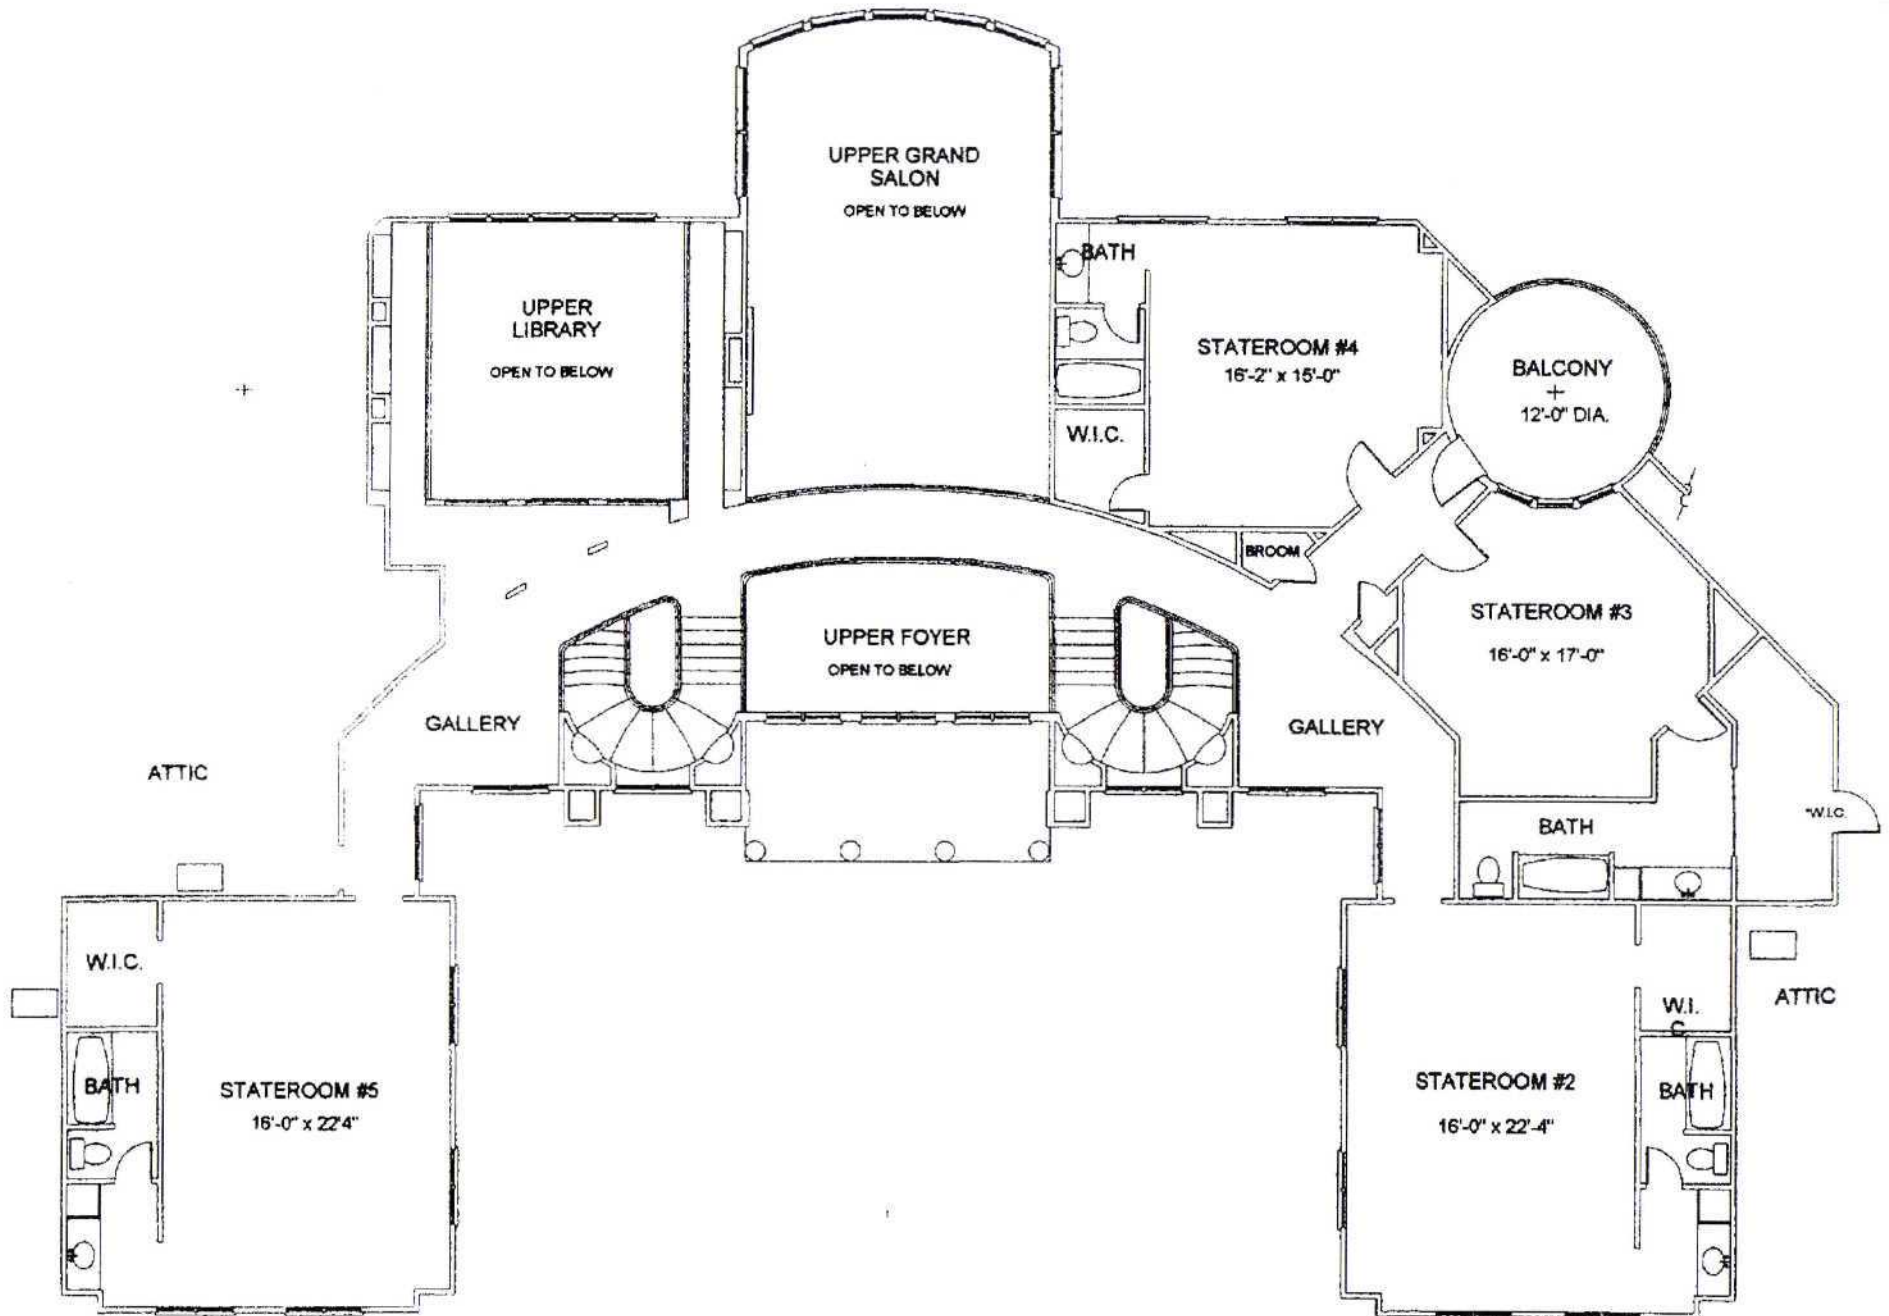 UPPER GRAND
SALON
OPEN TO BELOW
UPPER
LIBRARY
OPEN TO BELOW
BATH
STATEROOM #4
16'-2" x 15'-0"
W.I.C.
BALCONY
12'-0" DIA.
BROOM
STATEROOM #3
16'-0" x 17'-0"
UPPER FOYER
OPEN TO BELOW
GALLERY
GALLERY
ATTIC
BATH
"W.I.C.
W.I.C.
BATH
STATEROOM #5
16'-0" x 22'4"
STATEROOM #2
16'-0" x 22'-4"
W.I.
C
BATH
ATTIC